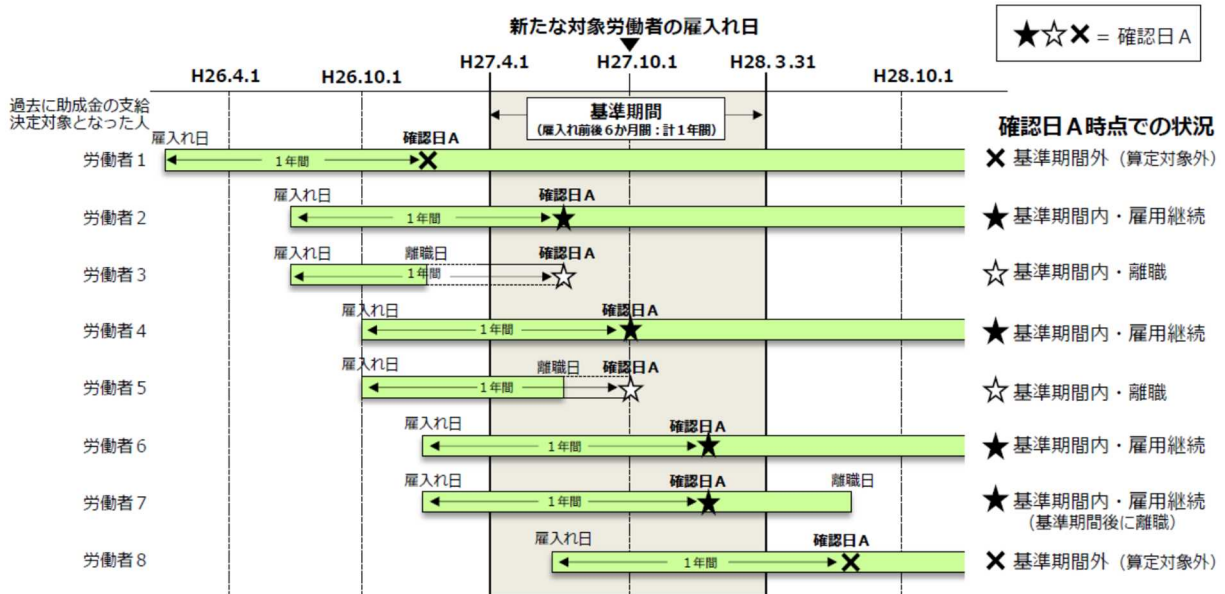 新たな対象労働者の雇入れ日
★☆✖ = 確認日A
▼
H26.4.1 H26.10.1 H27.4.1 H27.10.1 H28.3.31 H28.10.1
過去に助成金の支給
決定対象となった人
基準期間
(雇入れ前後6か月間：計1年間)
確認日A時点での状況
雇入れ日 確認日A
労働者1 1年間 ✖ ✖ 基準期間外 (算定対象外)
雇入れ日 確認日A
労働者2 1年間 ★ ★ 基準期間内・雇用継続
雇入れ日 離職日 確認日A
労働者3 1年間 ☆ ☆ 基準期間内・離職
雇入れ日 確認日A
労働者4 1年間 ★ ★ 基準期間内・雇用継続
雇入れ日 離職日 確認日A
労働者5 1年間 ☆ ☆ 基準期間内・離職
雇入れ日 確認日A
労働者6 1年間 ★ ★ 基準期間内・雇用継続
雇入れ日 確認日A 離職日
労働者7 1年間 ★ ★ 基準期間内・雇用継続
(基準期間後に離職)
雇入れ日 確認日A
労働者8 1年間 ✖ ✖ 基準期間外 (算定対象外)